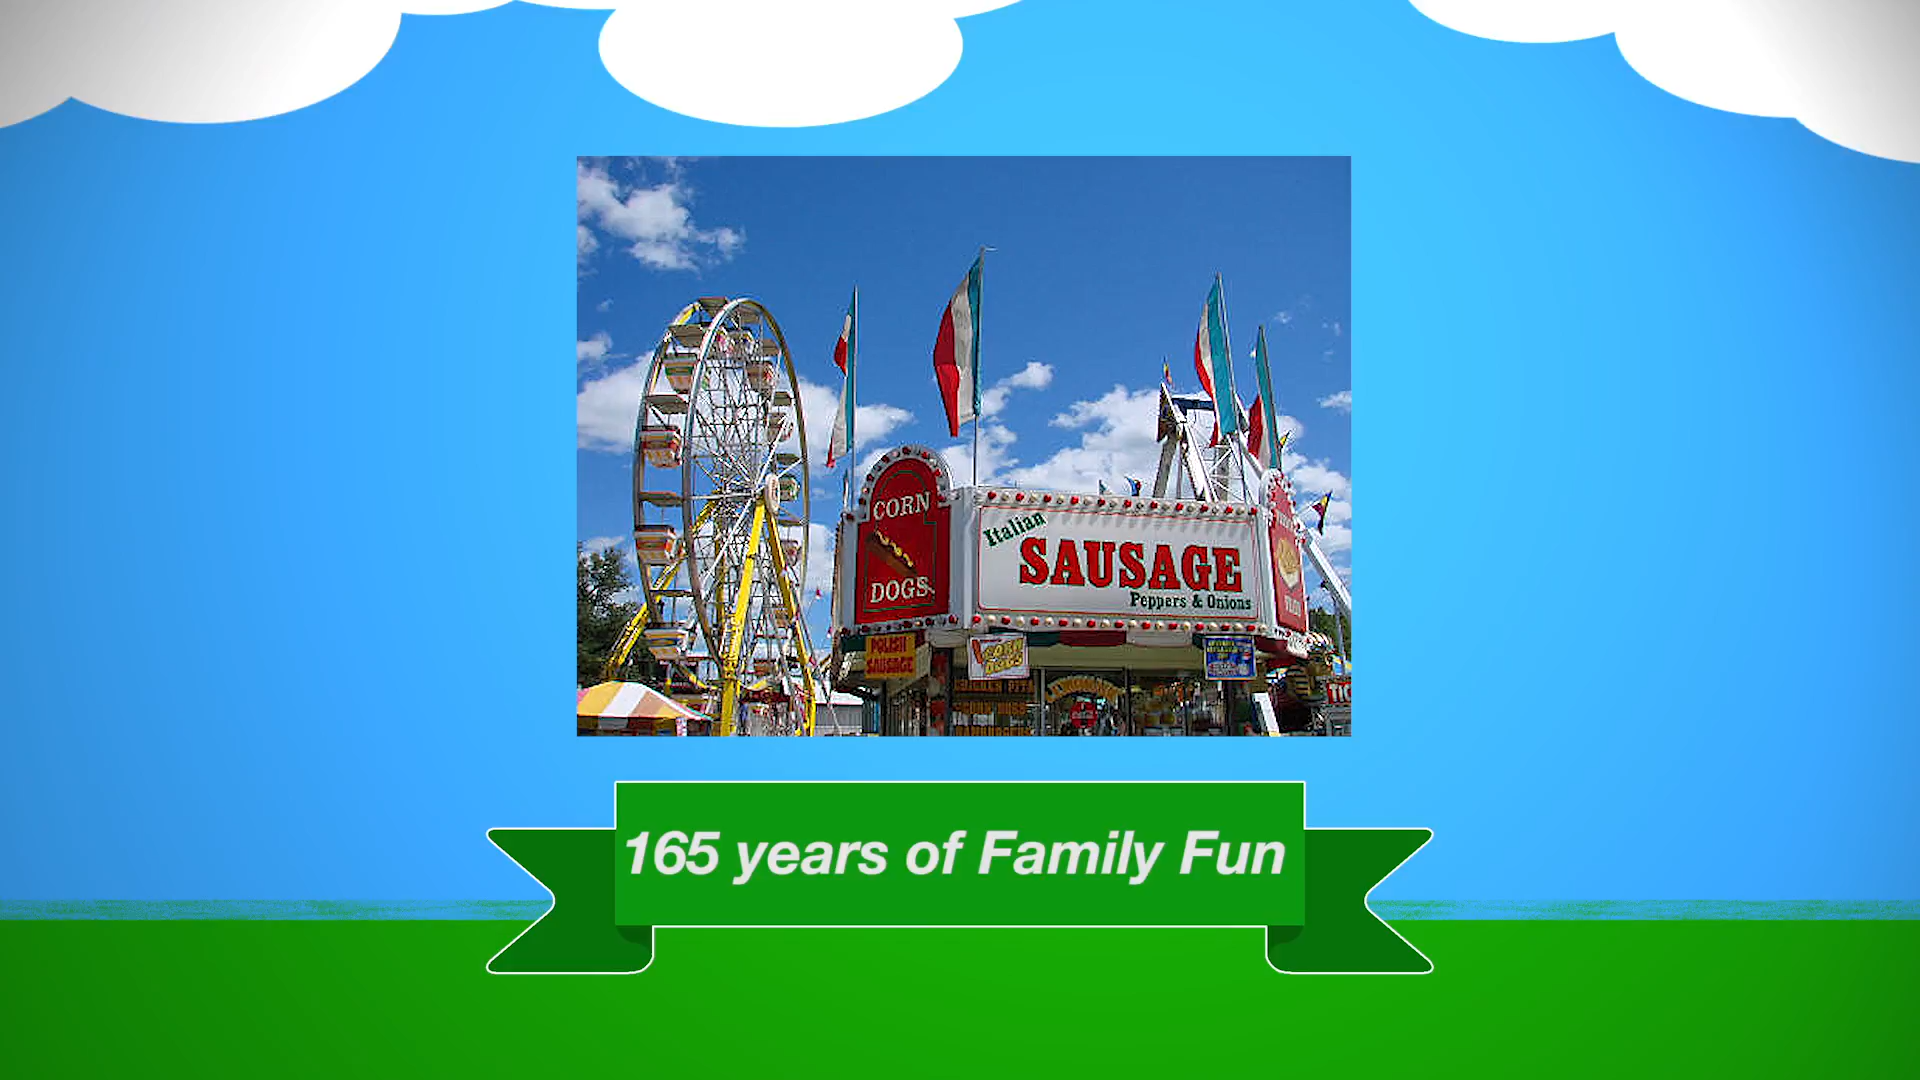 CORN
DOGS
Italian
SAUSAGE
Peppers & Onions
POLISH
SAUSAGE
CORN
DOGS
165 years of Family Fun